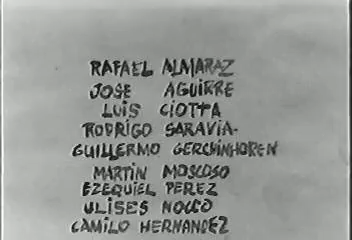 RAFAEL ALMARAZ
JOSE AGUIRRE
LUIS CIOTTA
RODRIGO SARAVIA
GUILLERMO GERCHINHOREN
MARTIN MOSCOSO
EZEQUIEL PEREZ
ULISES NOCCO
CAMILO HERNANDEZ